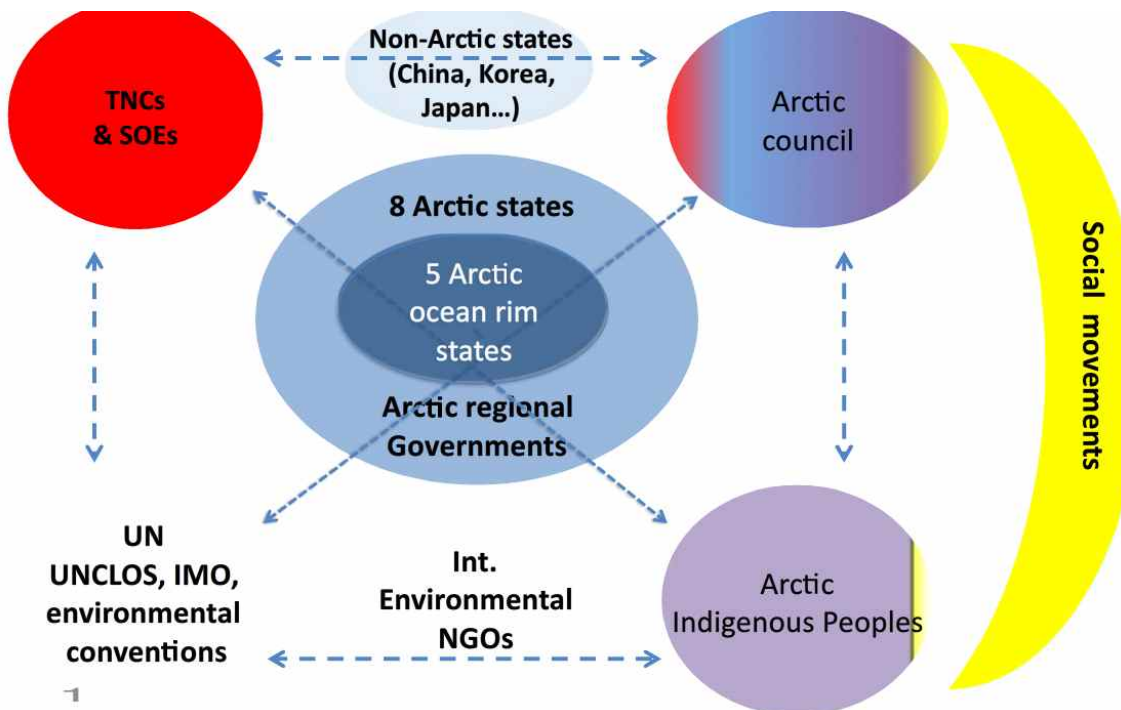 Non-Arctic states
(China, Korea,
Japan...)
TNCs
& SOEs
Arctic
council
8 Arctic states
5 Arctic
ocean rim
states
Arctic regional
Governments
Social movements
UN
UNCLOS, IMO,
environmental
conventions
Int.
Environmental
NGOs
Arctic
Indigenous Peoples